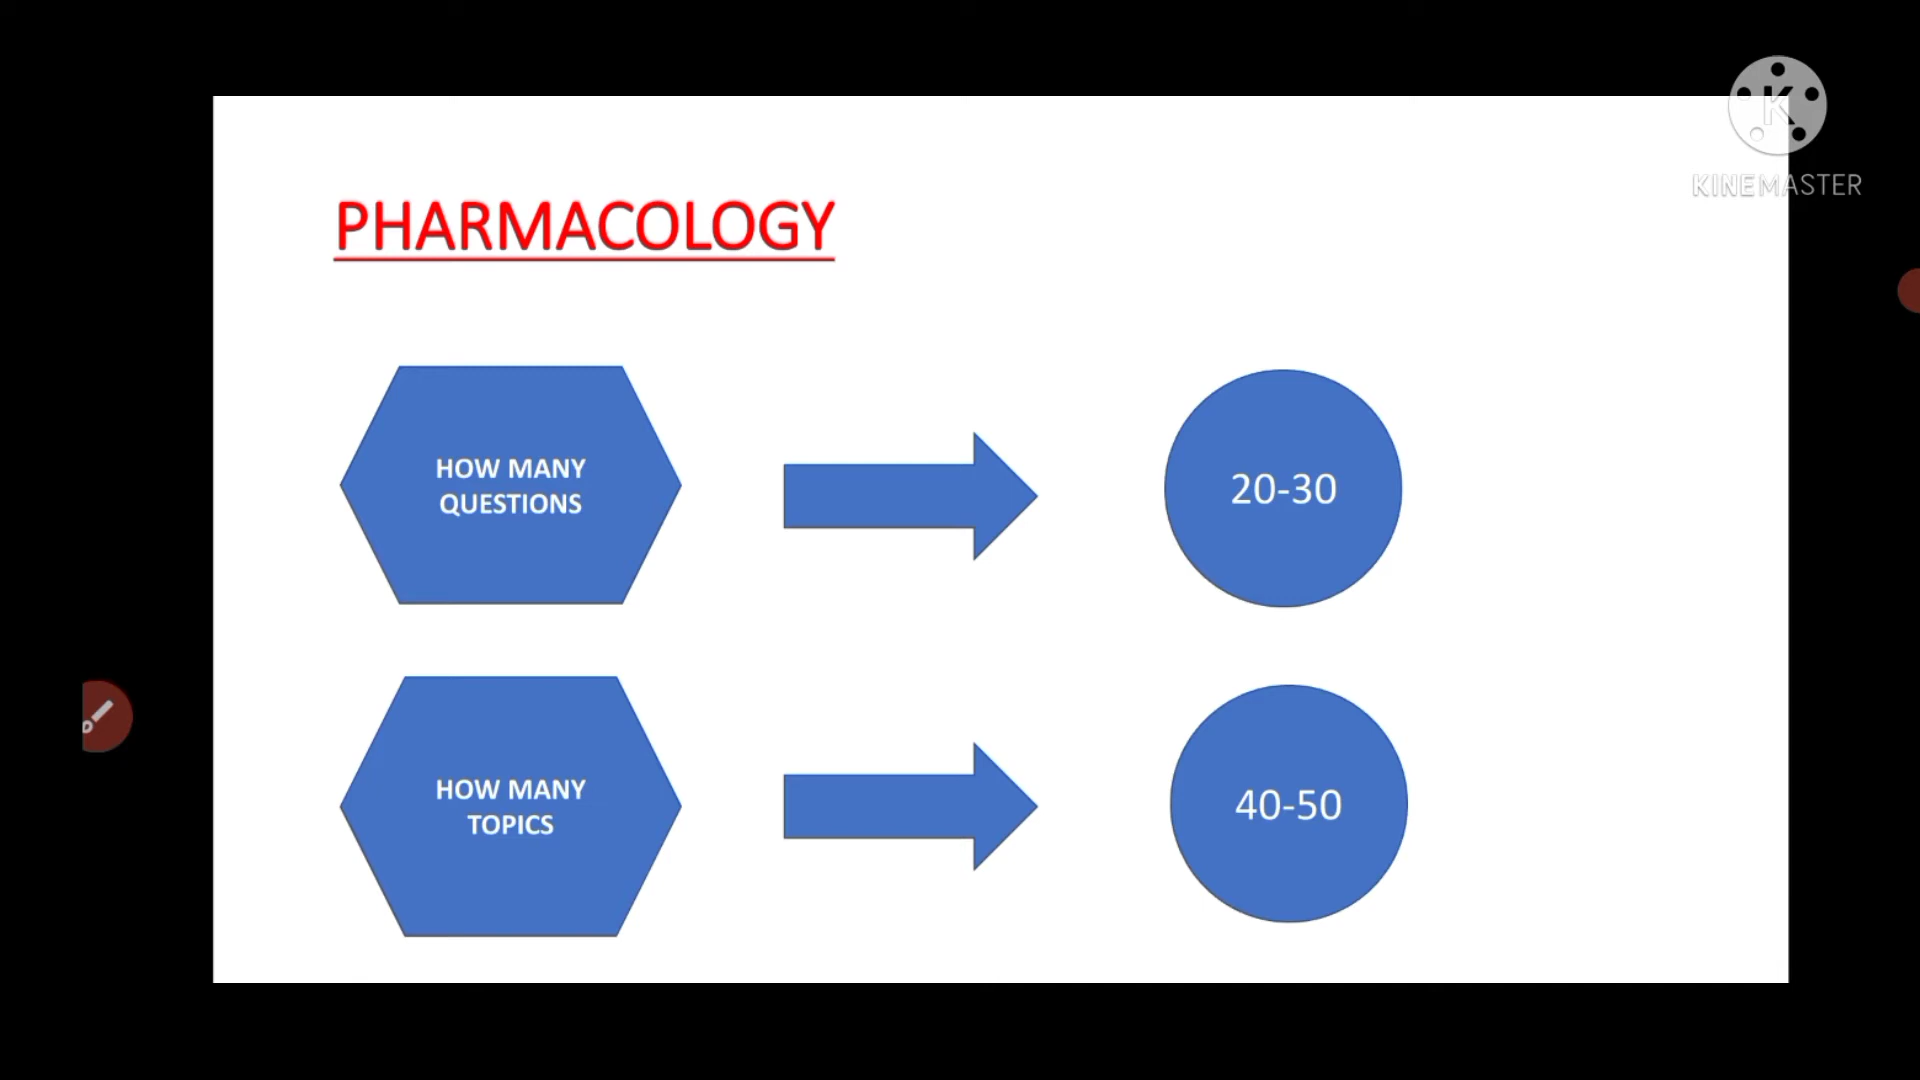 K
KINEMASTER
PHARMACOLOGY
HOW MANY
QUESTIONS
20-30
HOW MANY
TOPICS
40-50